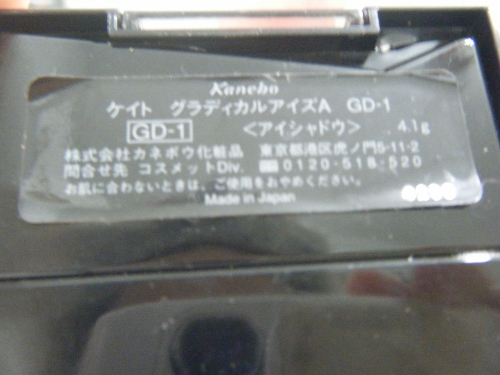 Kanebo
ケイト グラディカルアイズA GD-1
GD-1 <アイシャドウ> 4.1g
株式会社カネボウ化粧品 東京都港区虎ノ門5-11-2
問合せ先 コスメットDiv. 0120-518-520
お肌に合わないときは、ご使用をおやめください。
Made in Japan